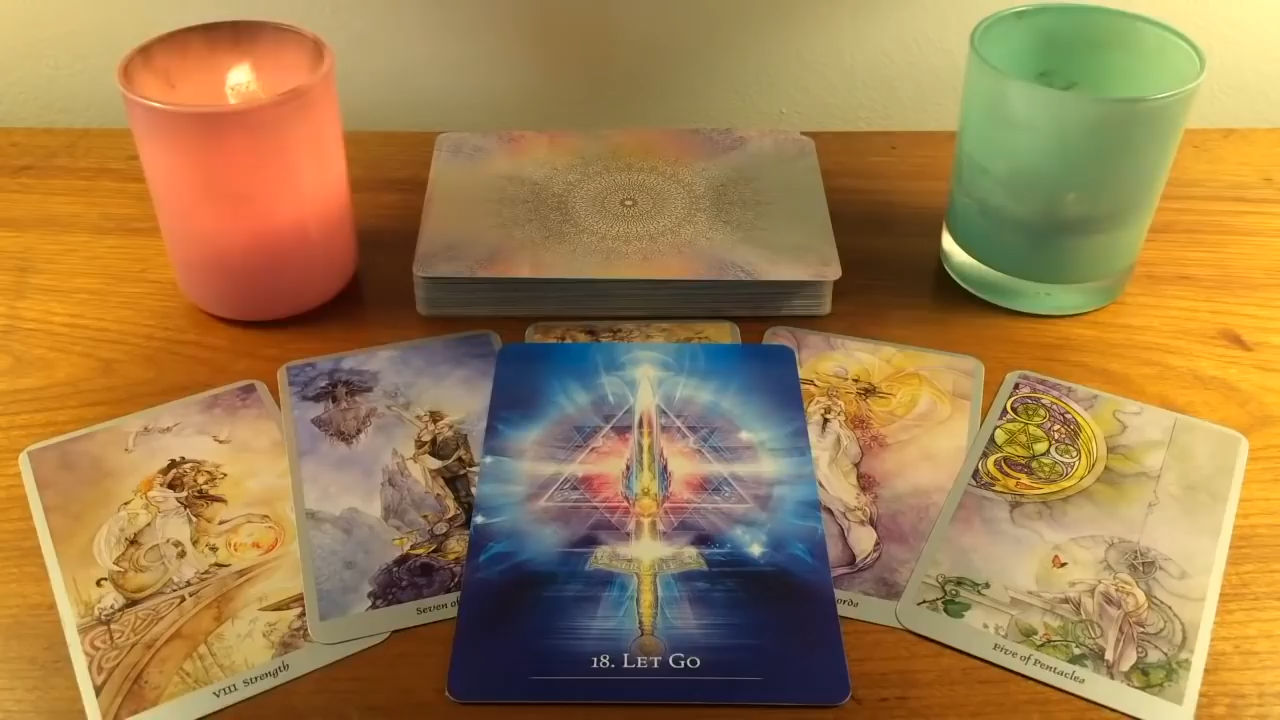 VIII Strength
Seven of
18. LET GO
ords
Five of Pentacles